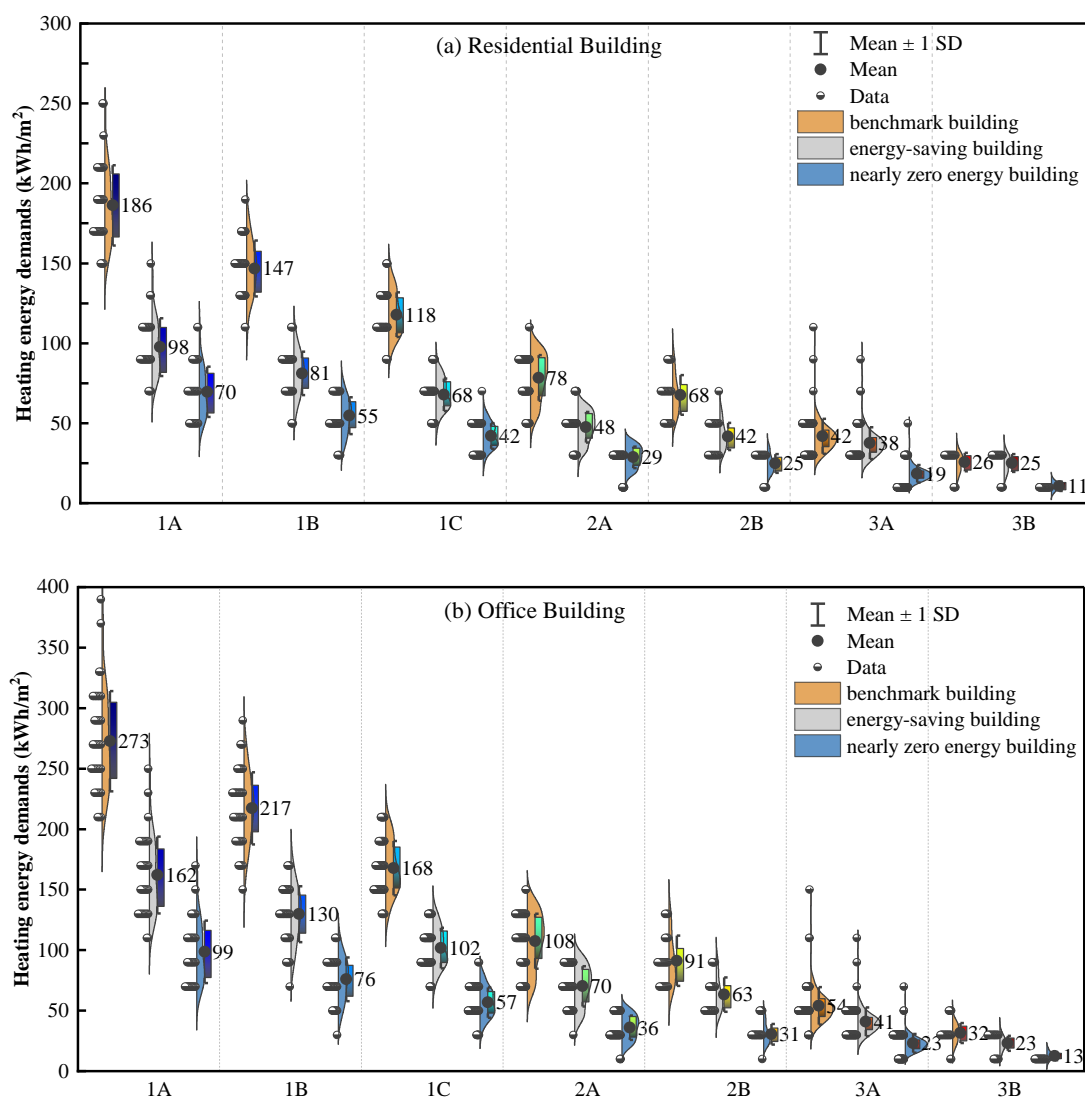 (a) Residential Building
Mean ± 1 SD
Mean
Data
benchmark building
energy-saving building
nearly zero energy building
Heating energy demands (kWh/m²)
300
250
200
150
100
50
0
186
98
70
147
81
55
118
68
42
78
48
29
68
42
25
42
38
19
26
25
11
1A
1B
1C
2A
2B
3A
3B
(b) Office Building
Mean ± 1 SD
Mean
Data
benchmark building
energy-saving building
nearly zero energy building
Heating energy demands (kWh/m²)
400
350
300
250
200
150
100
50
0
273
162
99
217
130
76
168
102
57
108
70
36
91
63
31
54
41
23
32
23
13
1A
1B
1C
2A
2B
3A
3B